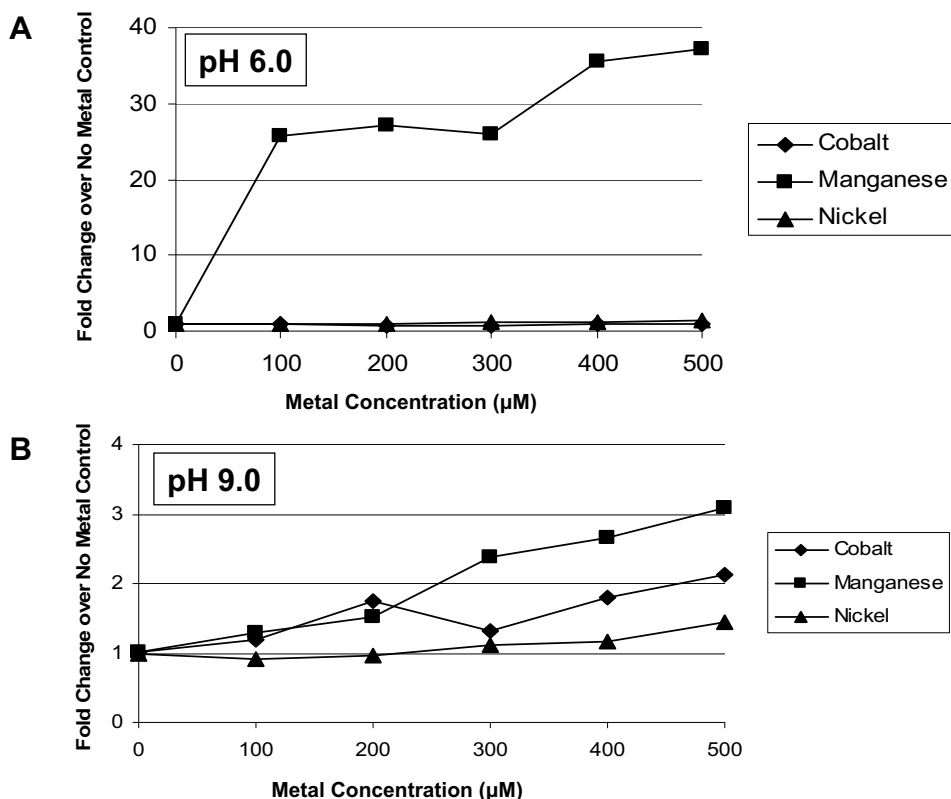 A
Fold Change over No Metal Control
40
30
20
10
0
pH 6.0
0 100 200 300 400 500
Metal Concentration (µM)
Cobalt
Manganese
Nickel
B
Fold Change over No Metal Control
4
3
2
1
0
pH 9.0
0 100 200 300 400 500
Metal Concentration (µM)
Cobalt
Manganese
Nickel